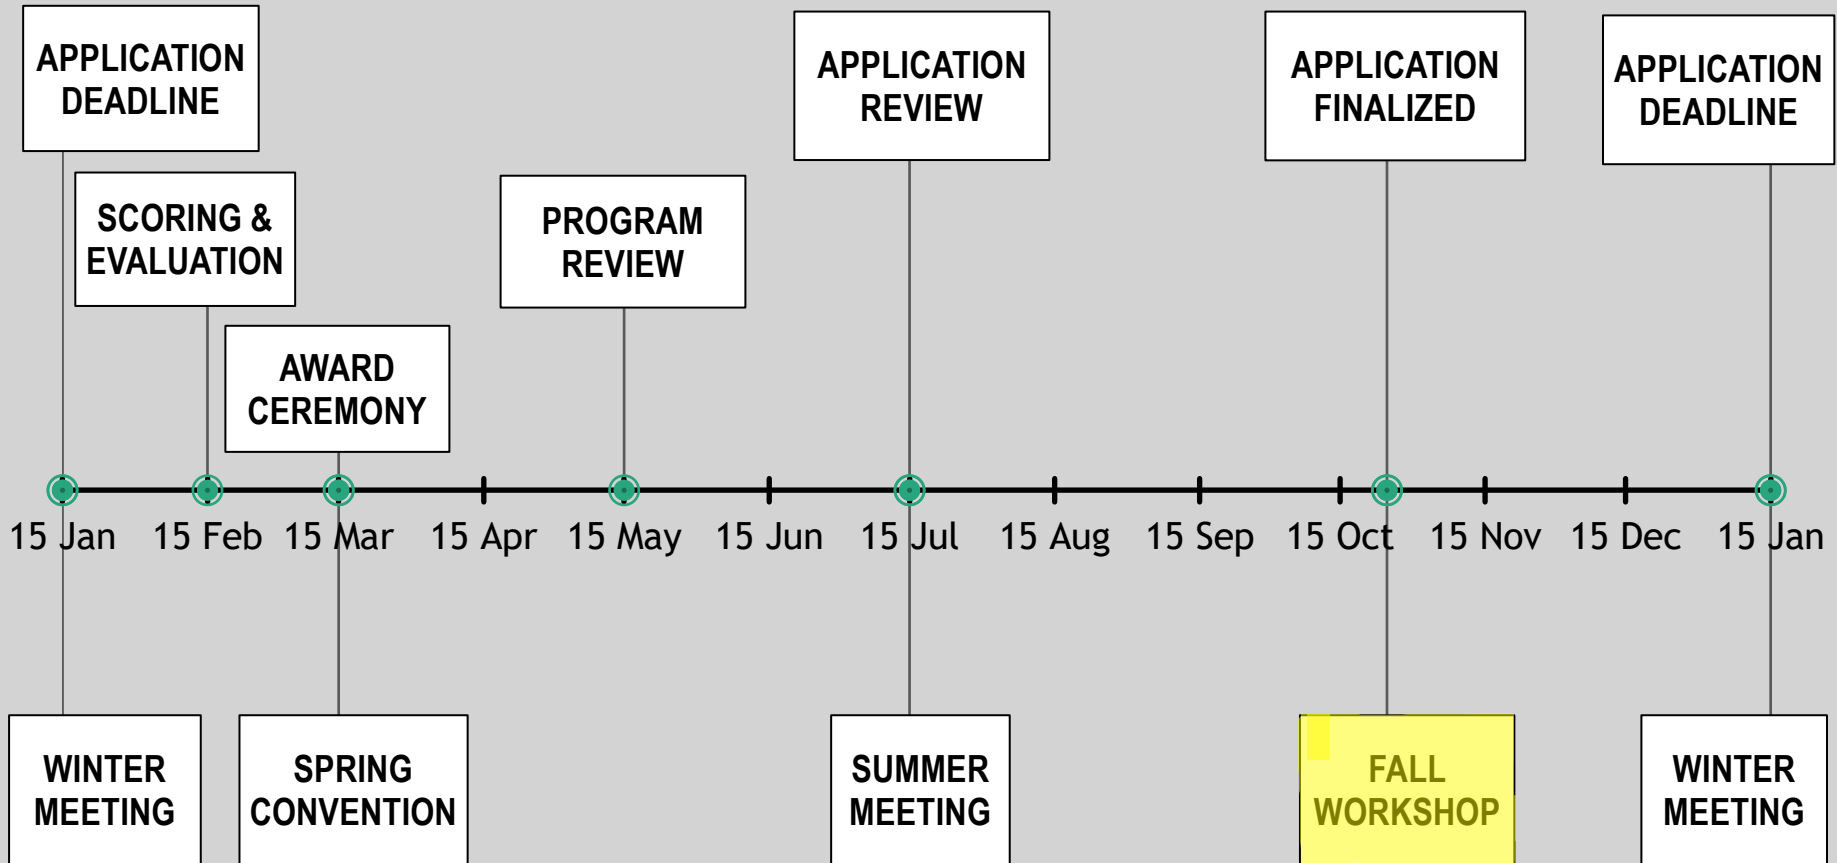 APPLICATION
DEADLINE
APPLICATION
REVIEW
APPLICATION
FINALIZED
APPLICATION
DEADLINE
SCORING &
EVALUATION
PROGRAM
REVIEW
AWARD
CEREMONY
15 Jan 15 Feb 15 Mar 15 Apr 15 May 15 Jun 15 Jul 15 Aug 15 Sep 15 Oct 15 Nov 15 Dec 15 Jan
WINTER
MEETING
SPRING
CONVENTION
SUMMER
MEETING
FALL
WORKSHOP
WINTER
MEETING